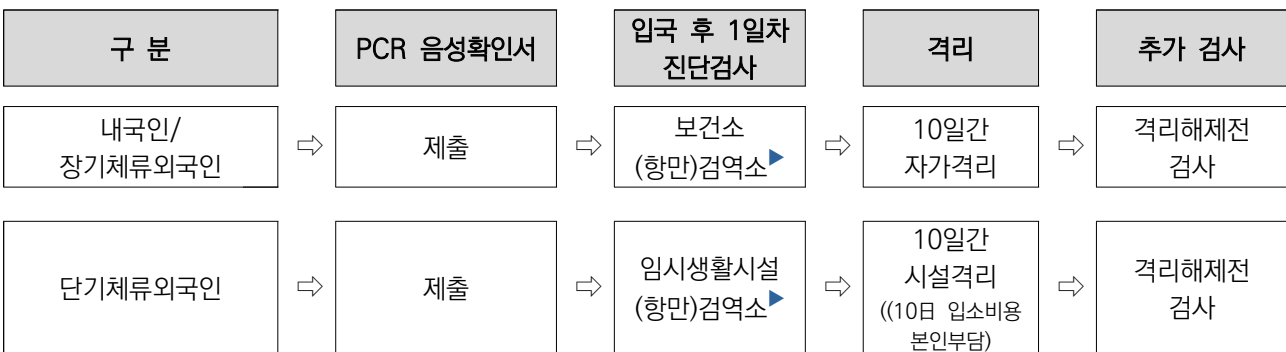 구 분
PCR 음성확인서
입국 후 1일차
진단검사
격리
추가 검사
내국인/
장기체류외국인
⇨
제출
⇨
보건소
(항만)검역소▶
⇨
10일간
자가격리
⇨
격리해제전
검사
단기체류외국인
⇨
제출
⇨
임시생활시설
(항만)검역소▶
⇨
10일간
시설격리
((10日 입소비용
본인부담)
⇨
격리해제전
검사